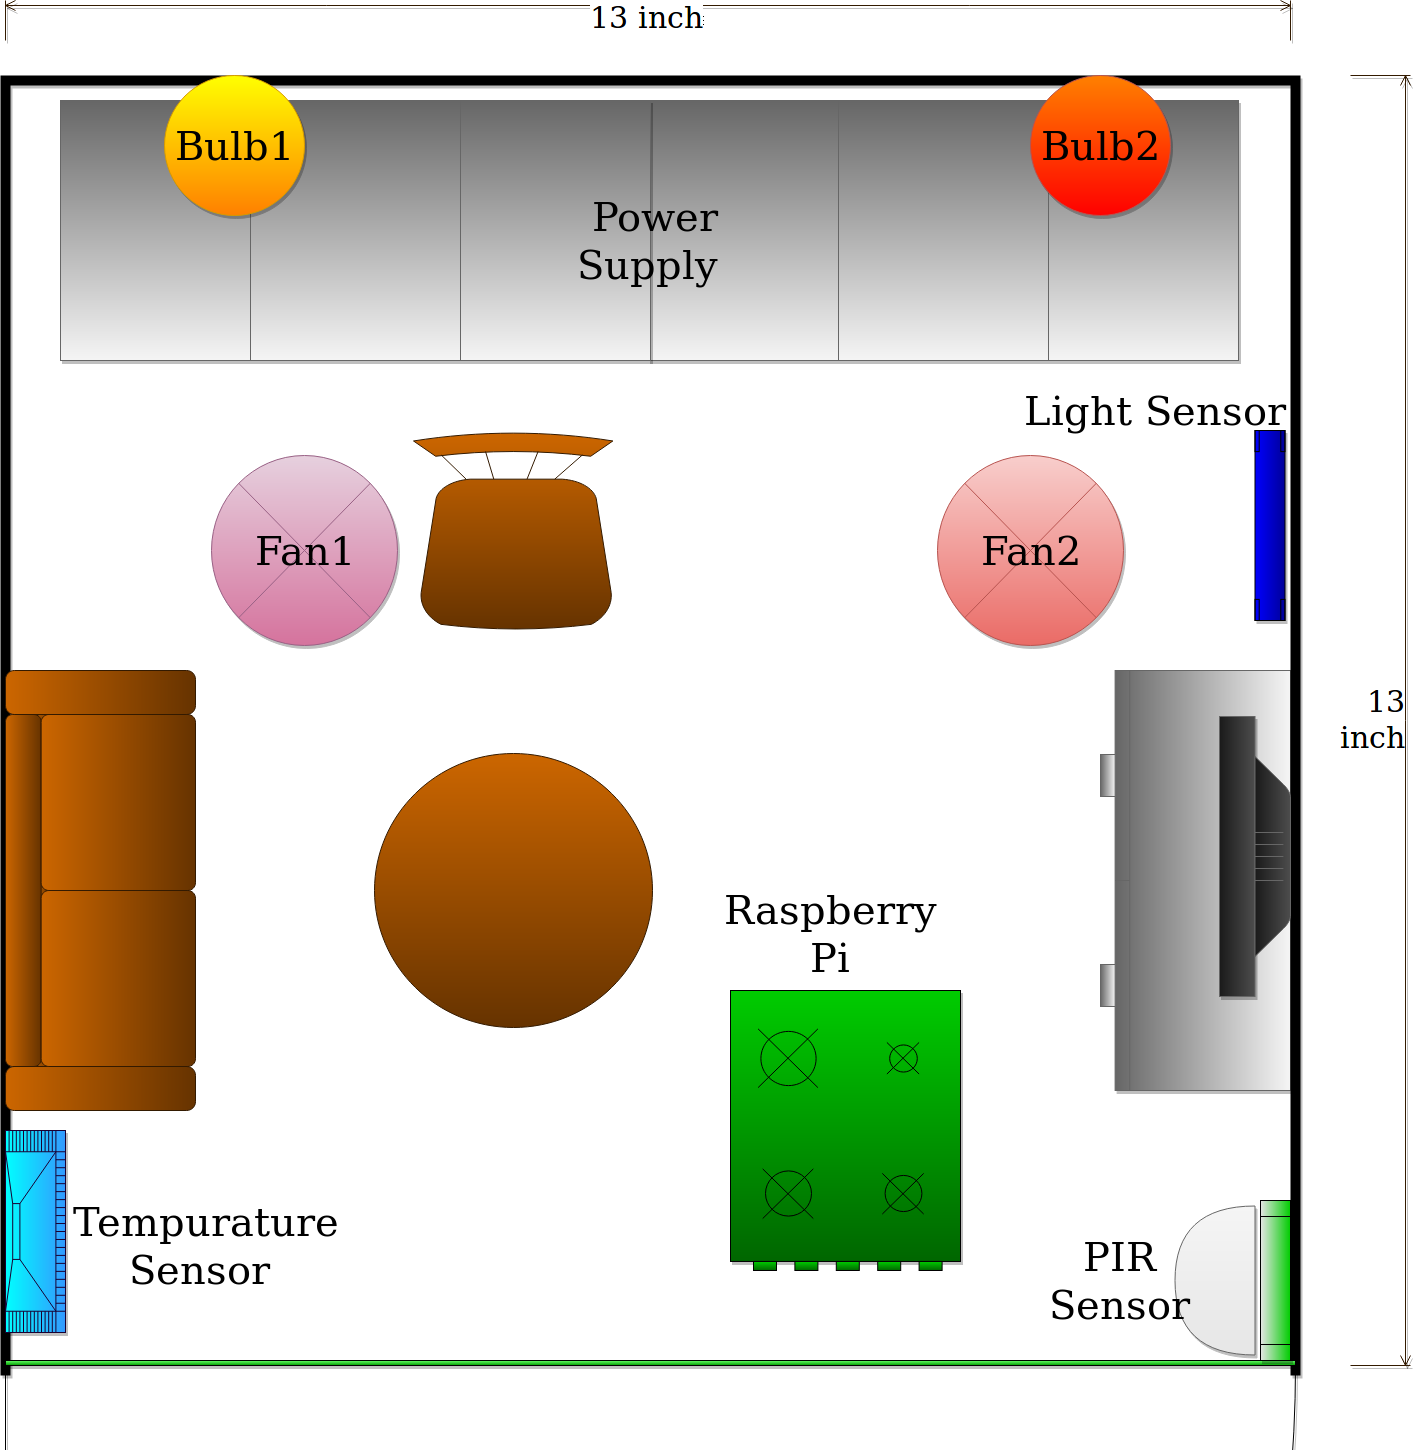 13 inch
Bulb1
Bulb2
Power
Supply
Light Sensor
Fan1
Fan2
13
inch
Raspberry
Pi
Tempurature
Sensor
PIR
Sensor